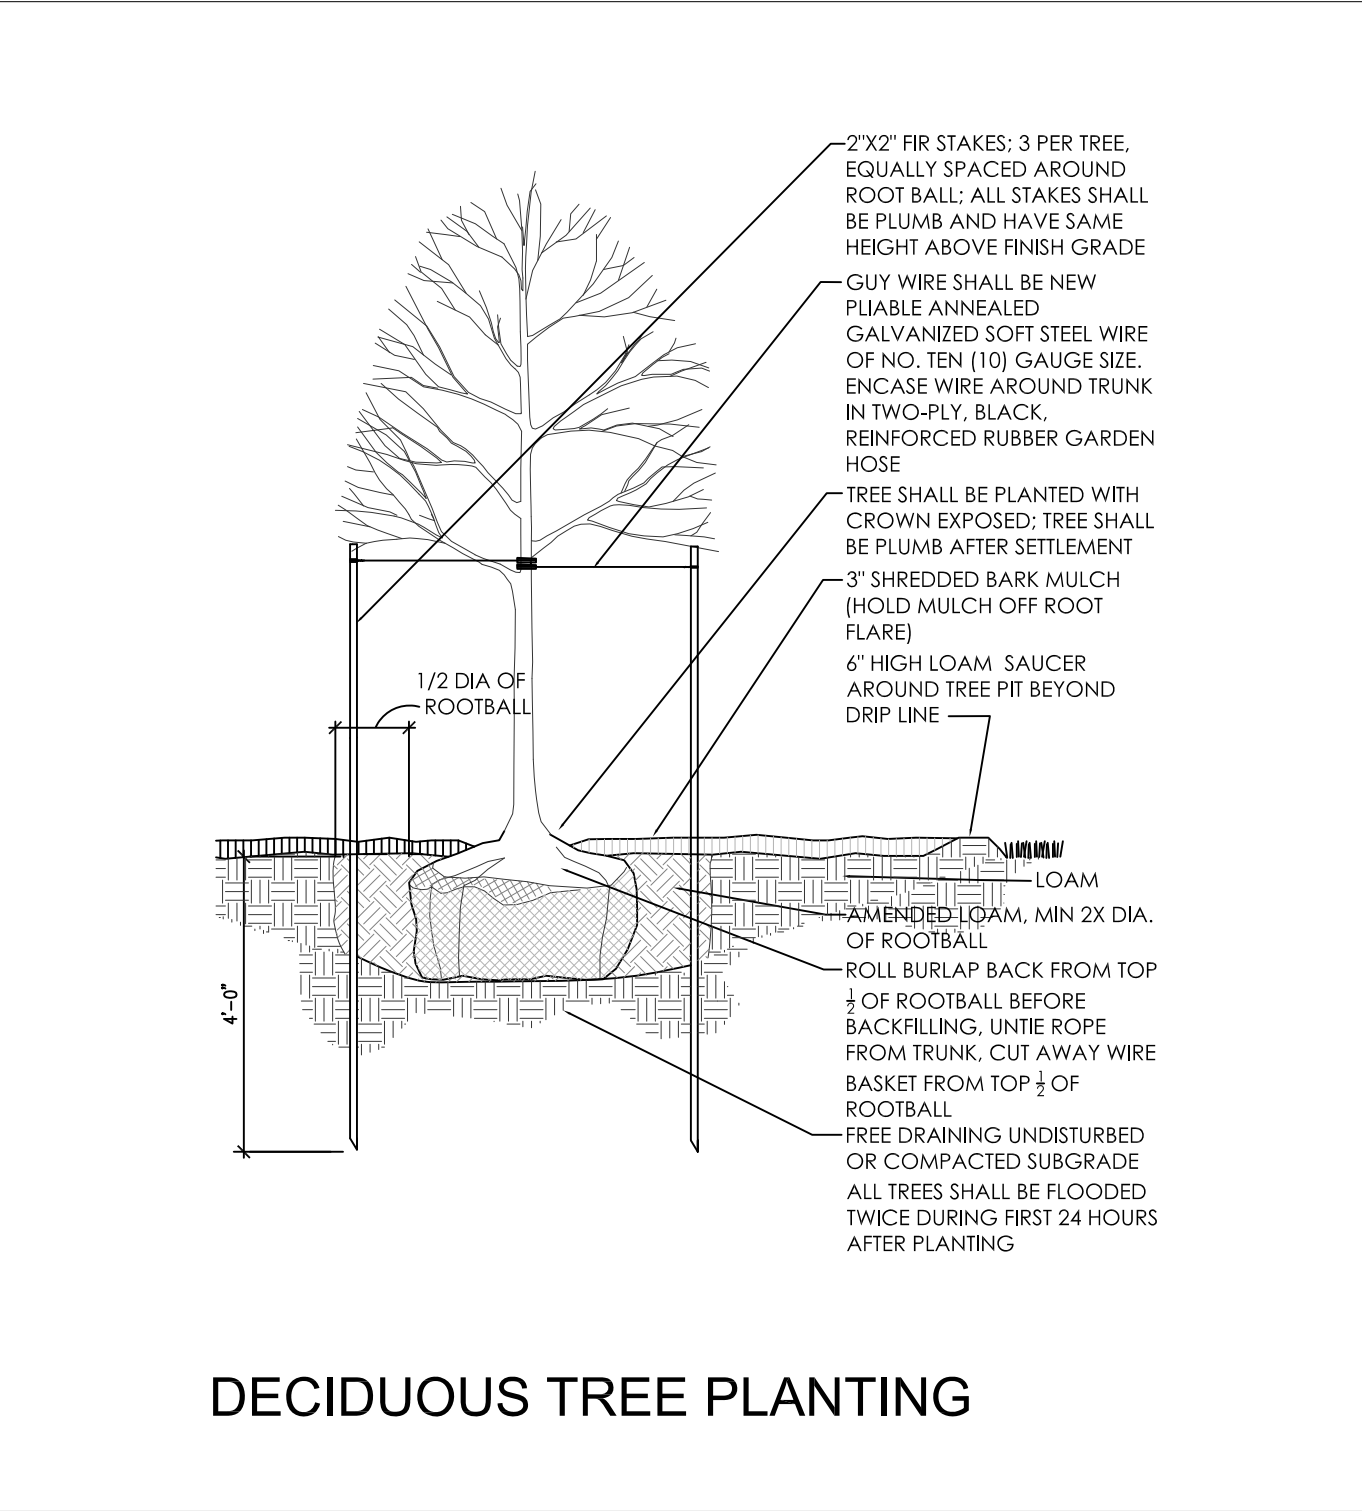 2"X2" FIR STAKES; 3 PER TREE,
EQUALLY SPACED AROUND
ROOT BALL; ALL STAKES SHALL
BE PLUMB AND HAVE SAME
HEIGHT ABOVE FINISH GRADE
GUY WIRE SHALL BE NEW
PLIABLE ANNEALED
GALVANIZED SOFT STEEL WIRE
OF NO. TEN (10) GAUGE SIZE.
ENCASE WIRE AROUND TRUNK
IN TWO-PLY, BLACK,
REINFORCED RUBBER GARDEN
HOSE
TREE SHALL BE PLANTED WITH
CROWN EXPOSED; TREE SHALL
BE PLUMB AFTER SETTLEMENT
3" SHREDDED BARK MULCH
(HOLD MULCH OFF ROOT
FLARE)
6" HIGH LOAM SAUCER
AROUND TREE PIT BEYOND
DRIP LINE
1/2 DIA OF
ROOTBALL
LOAM
AMENDED LOAM, MIN 2X DIA.
OF ROOTBALL
ROLL BURLAP BACK FROM TOP
1/2 OF ROOTBALL BEFORE
BACKFILLING, UNTIE ROPE
FROM TRUNK, CUT AWAY WIRE
BASKET FROM TOP 1/2 OF
ROOTBALL
4'-0"
FREE DRAINING UNDISTURBED
OR COMPACTED SUBGRADE
ALL TREES SHALL BE FLOODED
TWICE DURING FIRST 24 HOURS
AFTER PLANTING
DECIDUOUS TREE PLANTING